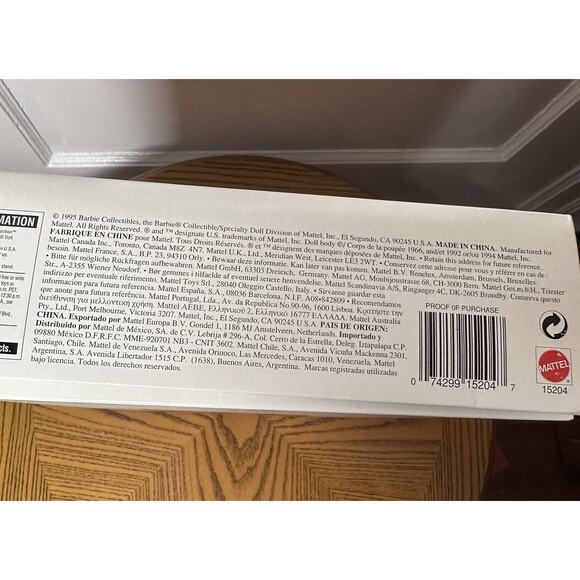 MATION
© 1995 Barbie Collectibles, the Barbie® Collectible/Specialty Doll Division of Mattel, Inc., El Segundo, CA 90245 U.S.A. MADE IN CHINA. Manufactured for
Mattel. All Rights Reserved. ® and ™ designate U.S. trademarks of Mattel, Inc. Doll body ©/ Corps de la poupée 1966, and/et 1992 or/ou 1994 Mattel, Inc.
FABRIQUE EN CHINE pour Mattel. Tous Droits Réservés. ® et ™ désignent des marques déposées de Mattel, Inc. • Retain this address for future reference.
Mattel Canada Inc., Toronto, Canada M8Z 4N7. Mattel U.K., Ltd., Meridian West, Leicester LE3 2WT. • Conservez cette adresse pour vous y référer en cas de
besoin. Mattel France, S.A., B.P. 23, 94310 Orly. • Bewaar deze informatie. Kan later van pas komen. Mattel B.V. Benelux, Amstelveen. Mattel Dessous, Bruxelles.
• Bitte für mögliche Rückfragen aufbewahren. Mattel GmbH, 63303 Dreieich, Germany. Mattel AG, Monbijoustrasse 68, CH-3000 Bern. Mattel Ges.m.b.H., Triester
Str., A-2355 Wiener Neudorf. • Bør gemmes i tilfælde af senere henvendelse. Mattel Scandinavia A/S, Ringager 4C, DK-2605 Brøndby. Conserva questo
indirizzo per eventuali referenze. Mattel Toys Srl., 28040 Oleggio Castello, Italy. • Sírvanse guardar esta
información para futura referencia. Mattel España, S.A., 08036 Barcelona. N.I.F. A08-842809 • Recomendamos
anote para futura referência. Mattel Portugal, Lda., Av. da Republica No.90-96, 1600 Lisboa. Κρατήστε την
διεύθυνση για μελλοντική χρήση. Mattel ΑΕΒΕ, Ελληνικού 2, Ελληνικό 16777 ΕΛΛΑΔΑ. Mattel Australia
Pty., Ltd., Port Melbourne, Victoria 3207. Mattel, Inc., El Segundo, CA 90245 U.S.A. PAIS DE ORIGEN:
CHINA. Exportado por Mattel Europa B.V. Gondel 1, 1186 MJ Amstelveen, Netherlands. Importado y
Distribuido por Mattel de México, SA de C.V. Lebrija # 296-A. Col. Cerro de la Estrella, Deleg. Iztapalapa C.P.
09880 México D.F.R.F.C. MME-920701 NB3 - CNIT 3602. Mattel Chile, S.A., Avenida Vicuña Mackenna 2301,
Santiago, Chile. Mattel de Venezuela S.A., Avenida Orinoco, Las Mercedes, Caracas 1010, Venezuela. Mattel
Argentina, S.A. Avenida Libertador 1515 C.P. (1638), Buenos Aires, Argentina. Marcas registradas utilizadas
bajo licencia. Todos los derechos reservados.
cts.
PROOF OF PURCHASE
0 74299 15204 7
MATTEL
15204